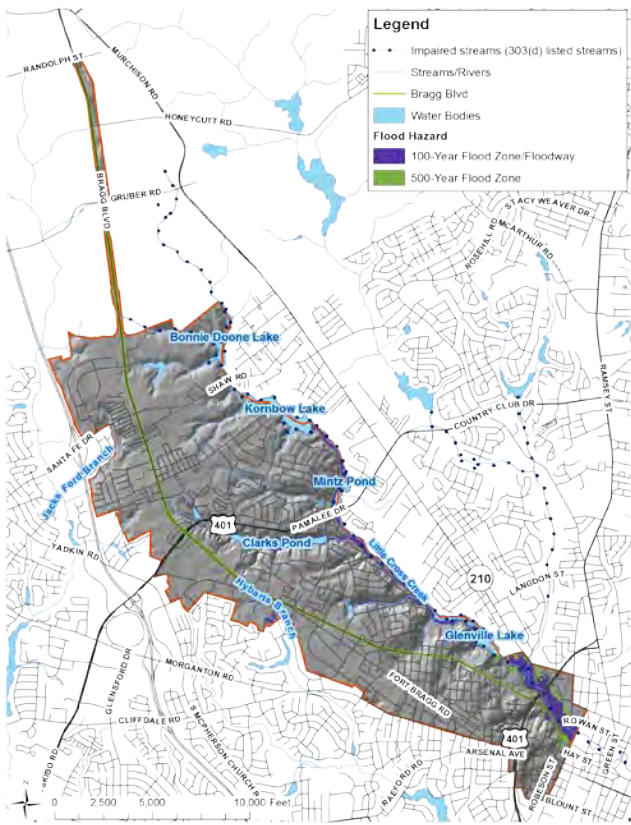 Legend
Impaired streams (303(d) listed streams)
Streams/Rivers
Bragg Blvd
Water Bodies
Flood Hazard
100-Year Flood Zone/Floodway
500-Year Flood Zone
RANDOLPH ST
MURCHISON RD
HONEYCUTT RD
BRAGG BLVD
GRUBER RD
STACY WEAVER DR
ROSEHILL RD
MCARTHUR RD
Bonnie Doone Lake
SHAW RD
RAMSEY ST
Kornbow Lake
COUNTRY CLUB DR
SANTA FE DR
Jacks Ford Branch
Mintz Pond
401
PAMALEE DR
Clarks Pond
YADKIN RD
Little Cross Creek
210
LANGDON ST
Hybarts Branch
Glenville Lake
MORGANTON RD
GLENSFORD DR
FORT BRAGG RD
CLIFFDALE RD
S MCPHERSON CHURCH R
401
ROWAN ST
GREEN ST
HAY ST
ARSENAL AVE
SKIBO RD
RAEFORD RD
ROBESON ST
BLOUNT ST
N
0 2,500 5,000 10,000 Feet